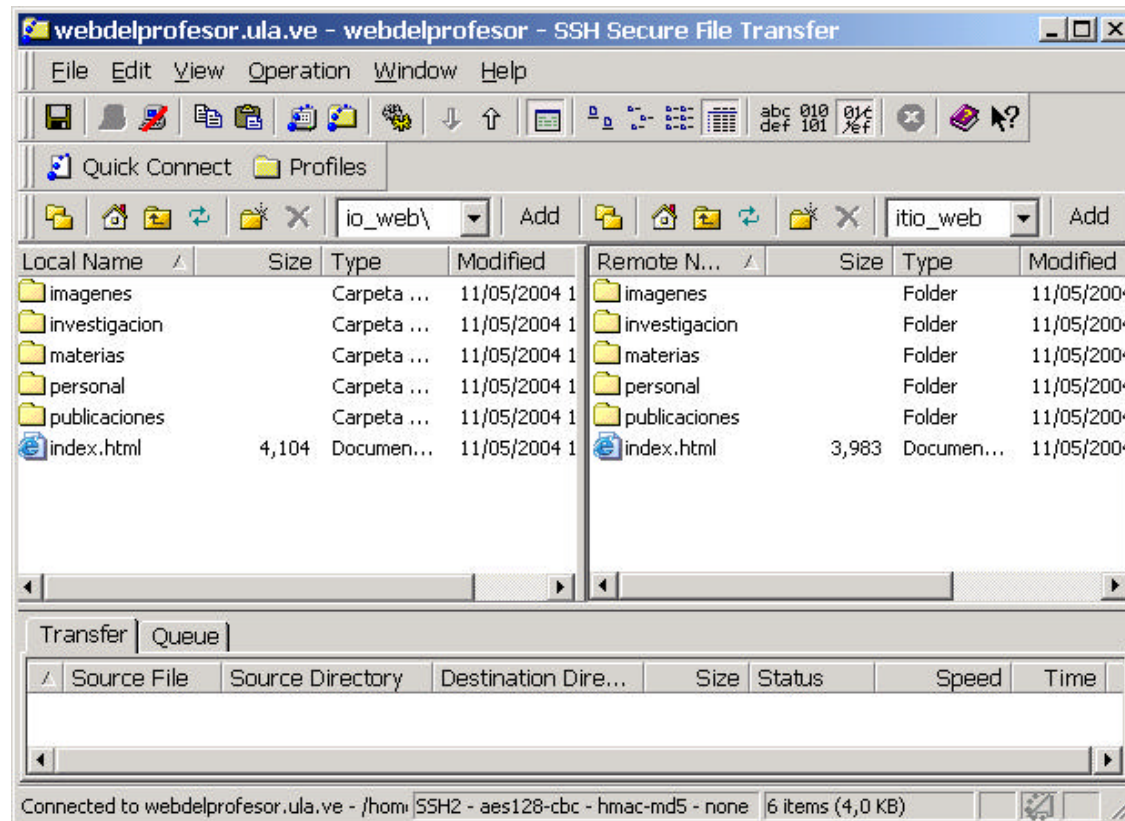 webdelprofesor.ula.ve - webdelprofesor - SSH Secure File Transfer
File Edit View Operation Window Help
abc def 010 101
Quick Connect Profiles
io_web\ Add itio_web Add
Local Name Size Type Modified Remote N... Size Type Modified
imagenes Carpeta ... 11/05/2004 1 imagenes Folder 11/05/200
investigacion Carpeta ... 11/05/2004 1 investigacion Folder 11/05/200
materias Carpeta ... 11/05/2004 1 materias Folder 11/05/200
personal Carpeta ... 11/05/2004 1 personal Folder 11/05/200
publicaciones Carpeta ... 11/05/2004 1 publicaciones Folder 11/05/200
index.html 4,104 Documen... 11/05/2004 1 index.html 3,983 Documen... 11/05/200
Transfer Queue
Source File Source Directory Destination Dire... Size Status Speed Time
Connected to webdelprofesor.ula.ve - /hom SSH2 - aes128-cbc - hmac-md5 - none 6 items (4,0 KB)